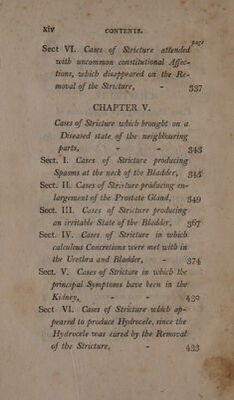 xiv CONTENTS.
page
Sect VI. Cases of Stricture attended
with uncommon constitutional Affec-
tions, which disappeared on the Re-
moval of the Stricture, - 337
CHAPTER V.
Cases of Stricture which brought on a
Diseased state of the neighbouring
parts, - - 343
Sect. I. Cases of Stricture producing
Spasms at the neck of the Bladder, 345
Sect. II. Cases of Stricture producing en-
largement of the Prostate Gland, 349
Sect. III. Cases of Stricture producing
an irritable State of the Bladder, 367
Sect. IV. Cases of Stricture in which
calculous Concretions were met with in
the Urethra and Bladder, - 374
Sect. V. Cases of Stricture in which the
principal Symptoms have been in the
Kidney, - - 430
Sect VI. Cases of Stricture which ap-
peared to produce Hydrocele, since the
Hydrocele was cured by the Removal
of the Stricture, - 433